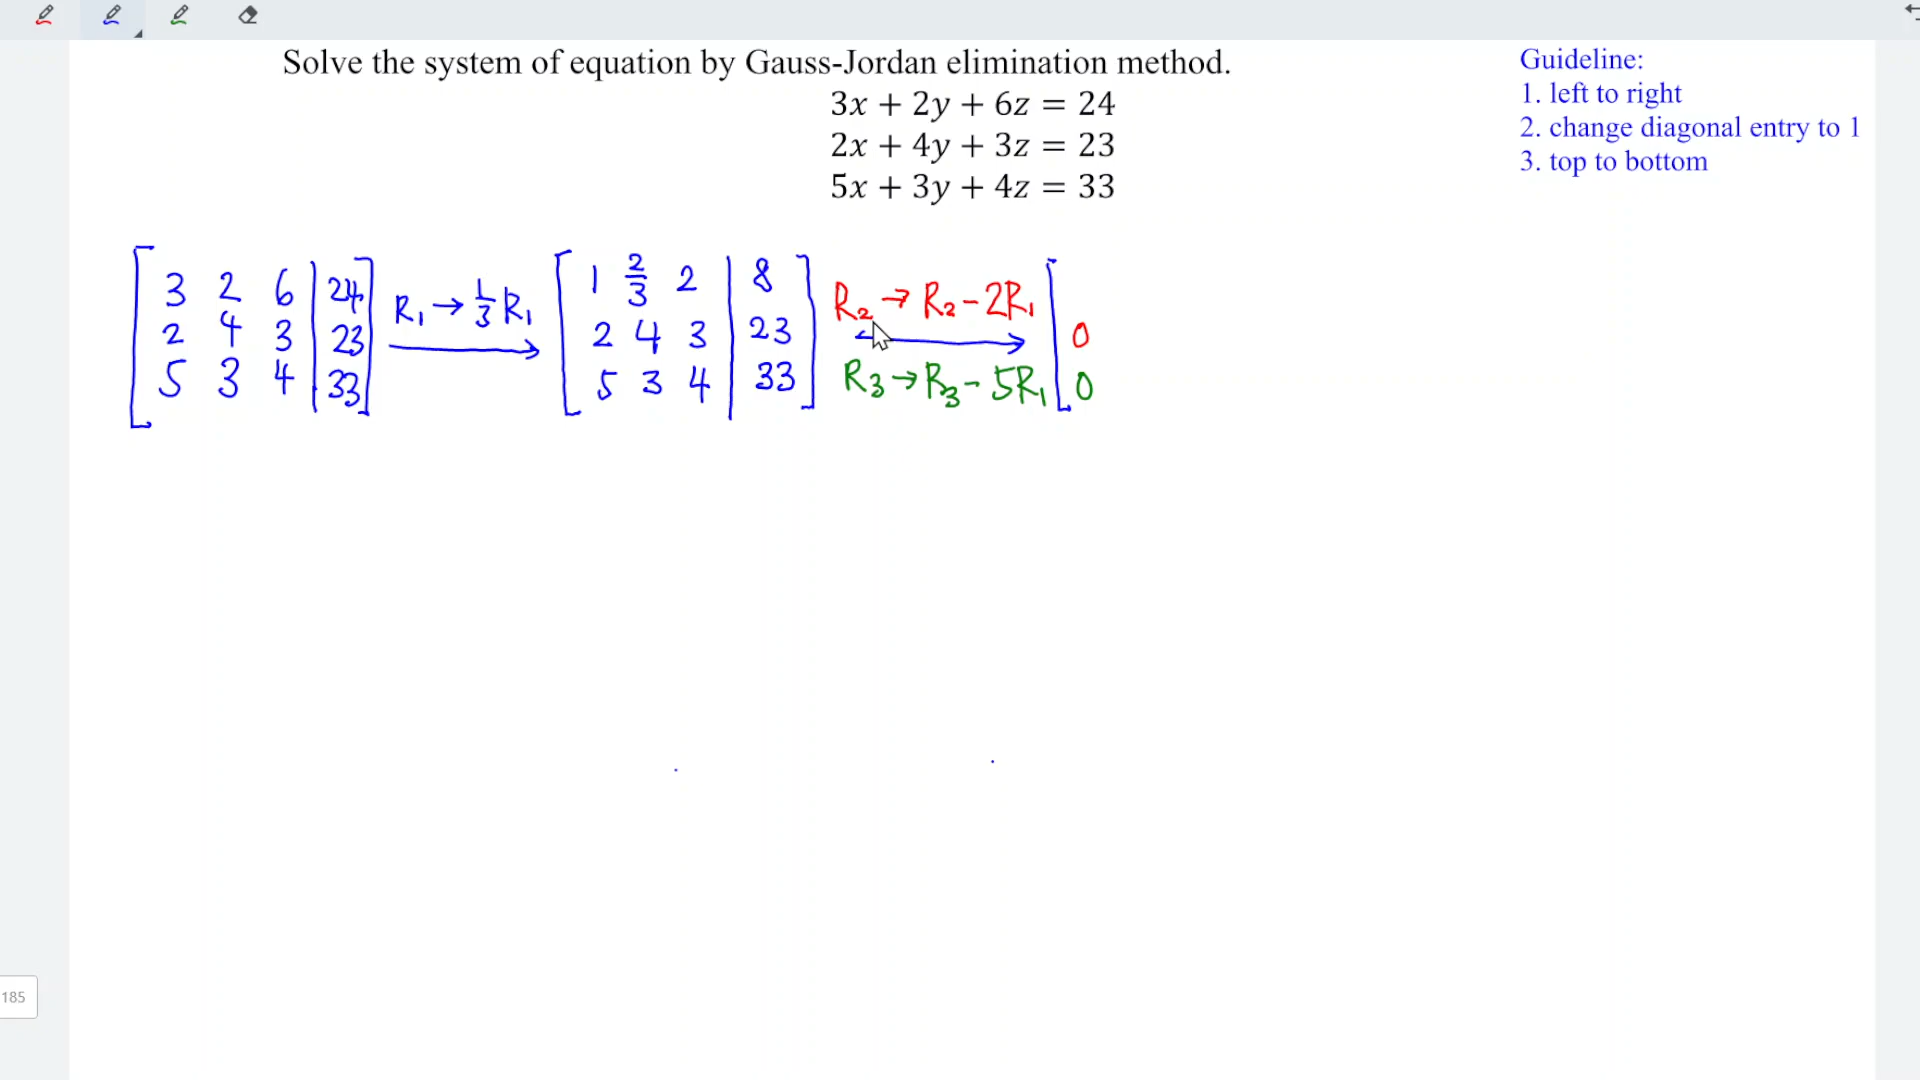 Solve the system of equation by Gauss-Jordan elimination method.
3x + 2y + 6z = 24
2x + 4y + 3z = 23
5x + 3y + 4z = 33
Guideline:
1. left to right
2. change diagonal entry to 1
3. top to bottom
3 2 6 | 24
2 4 3 | 23
5 3 4 | 33
R₁ → 1/3 R₁
1 2/3 2 | 8
2 4 3 | 23
5 3 4 | 33
R₂ → R₂ - 2R₁
R₃ → R₃ - 5R₁
0
0
185